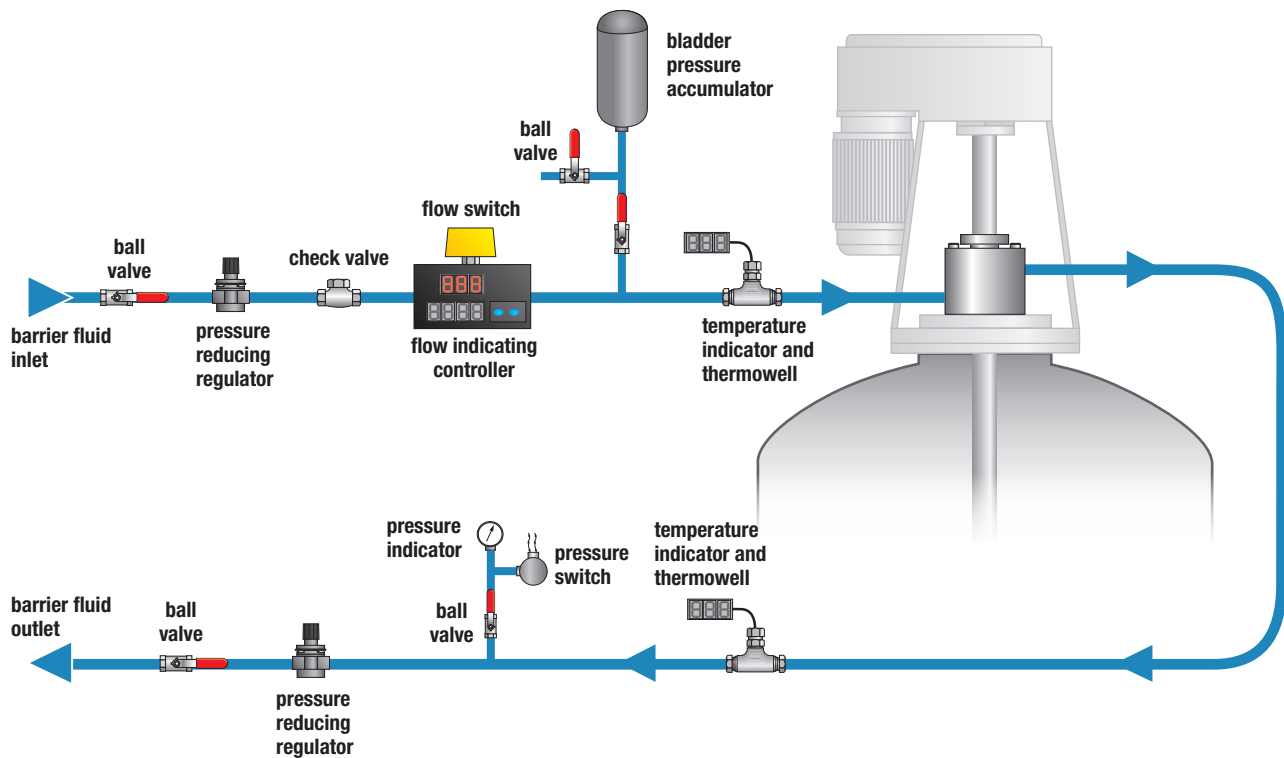 bladder
pressure
accumulator
ball
valve
flow switch
ball
valve
check valve
barrier fluid
inlet
pressure
reducing
regulator
flow indicating
controller
temperature
indicator and
thermowell
pressure
indicator
pressure
switch
temperature
indicator and
thermowell
barrier fluid
outlet
ball
valve
ball
valve
pressure
reducing
regulator